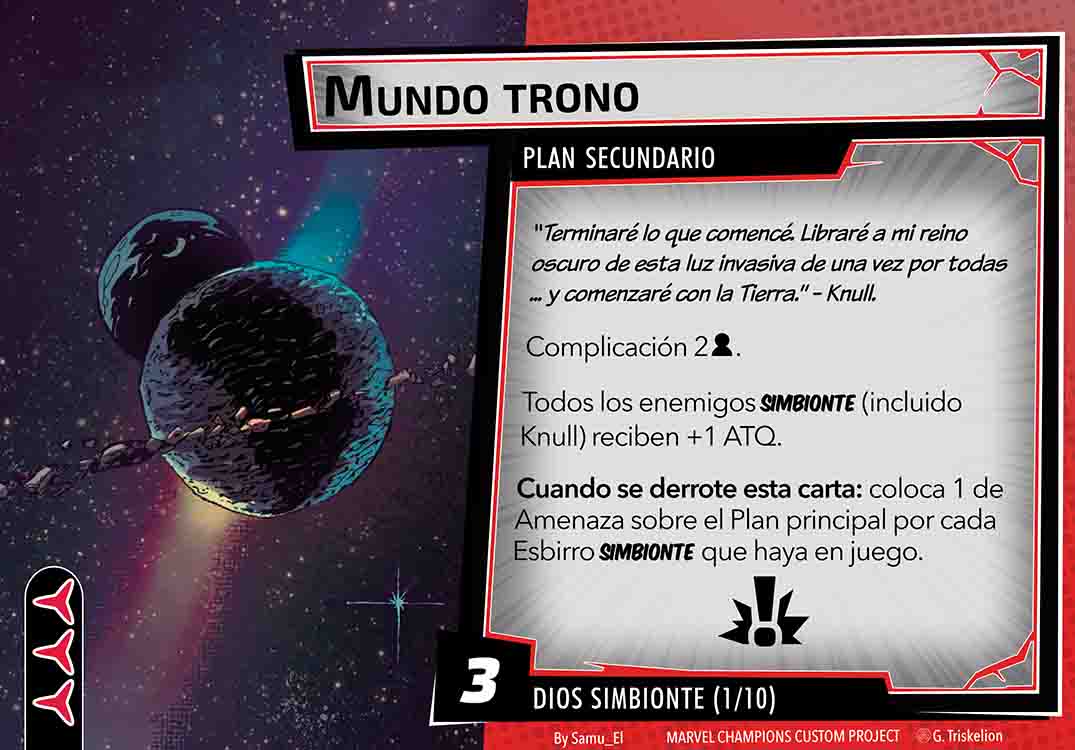 Mundo trono
PLAN SECUNDARIO
"Terminaré lo que comencé. Libraré a mi reino
oscuro de esta luz invasiva de una vez por todas
... y comenzaré con la Tierra." - Knull.
Complicación 2.
Todos los enemigos SIMBIONTE (incluido
Knull) reciben +1 ATQ.
Cuando se derrote esta carta: coloca 1 de
Amenaza sobre el Plan principal por cada
Esbirro SIMBIONTE que haya en juego.
3
DIOS SIMBIONTE (1/10)
By Samu_El MARVEL CHAMPIONS CUSTOM PROJECT G. Triskelion